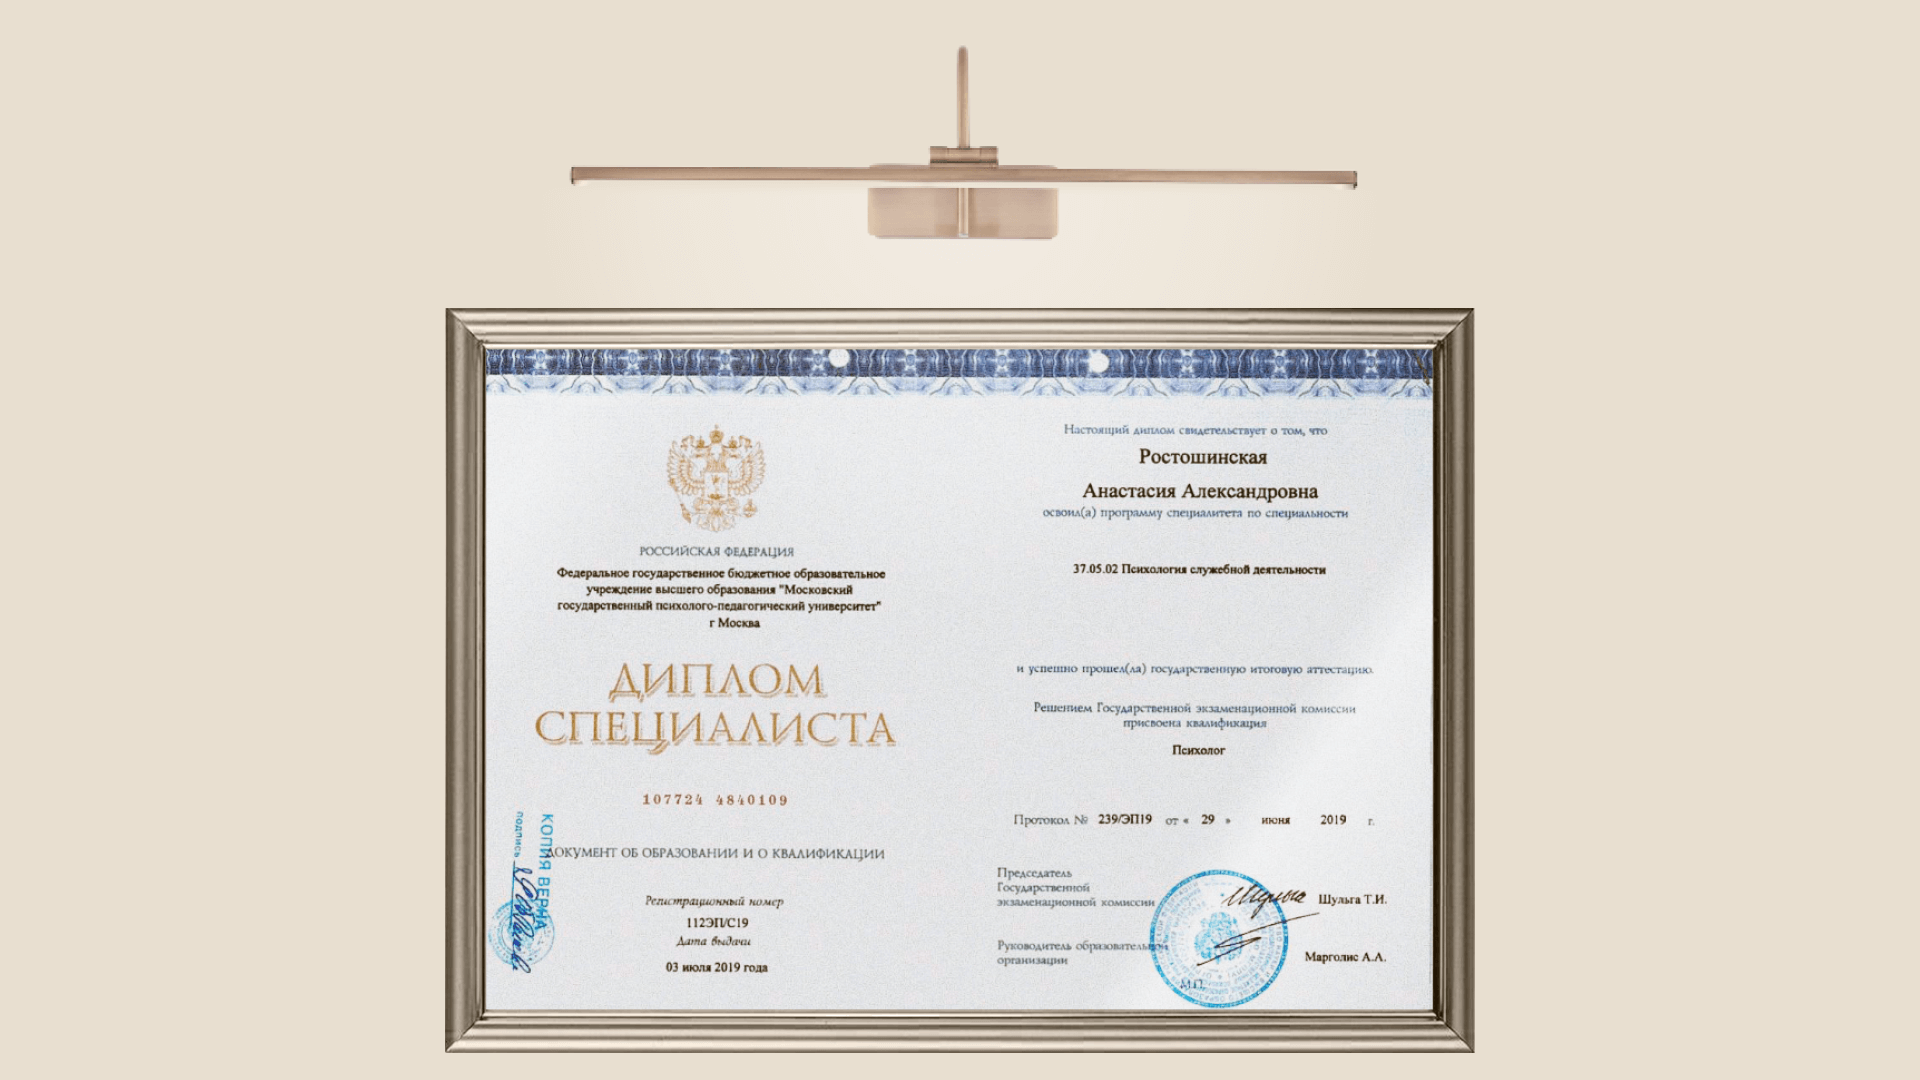 РОССИЙСКАЯ ФЕДЕРАЦИЯ
Федеральное государственное бюджетное образовательное
учреждение высшего образования "Московский
государственный психолого-педагогический университет"
г Москва
ДИПЛОМ
СПЕЦИАЛИСТА
107724 4840109
ДОКУМЕНТ ОБ ОБРАЗОВАНИИ И О КВАЛИФИКАЦИИ
Регистрационный номер
112ЭП/С19
Дата выдачи
03 июля 2019 года
КОПИЯ ВЕРНА
подпись
Настоящий диплом свидетельствует о том, что
Ростошинская
Анастасия Александровна
освоил(а) программу специалитета по специальности
37.05.02 Психология служебной деятельности
и успешно прошел(ла) государственную итоговую аттестацию.
Решением Государственной экзаменационной комиссии
присвоена квалификация
Психолог
Протокол № 239/ЭП19 от « 29 » июня 2019 г.
Председатель
Государственной
экзаменационной комиссии Шульга Т.И.
Руководитель образовательной
организации Марголис А.А.
М.П.